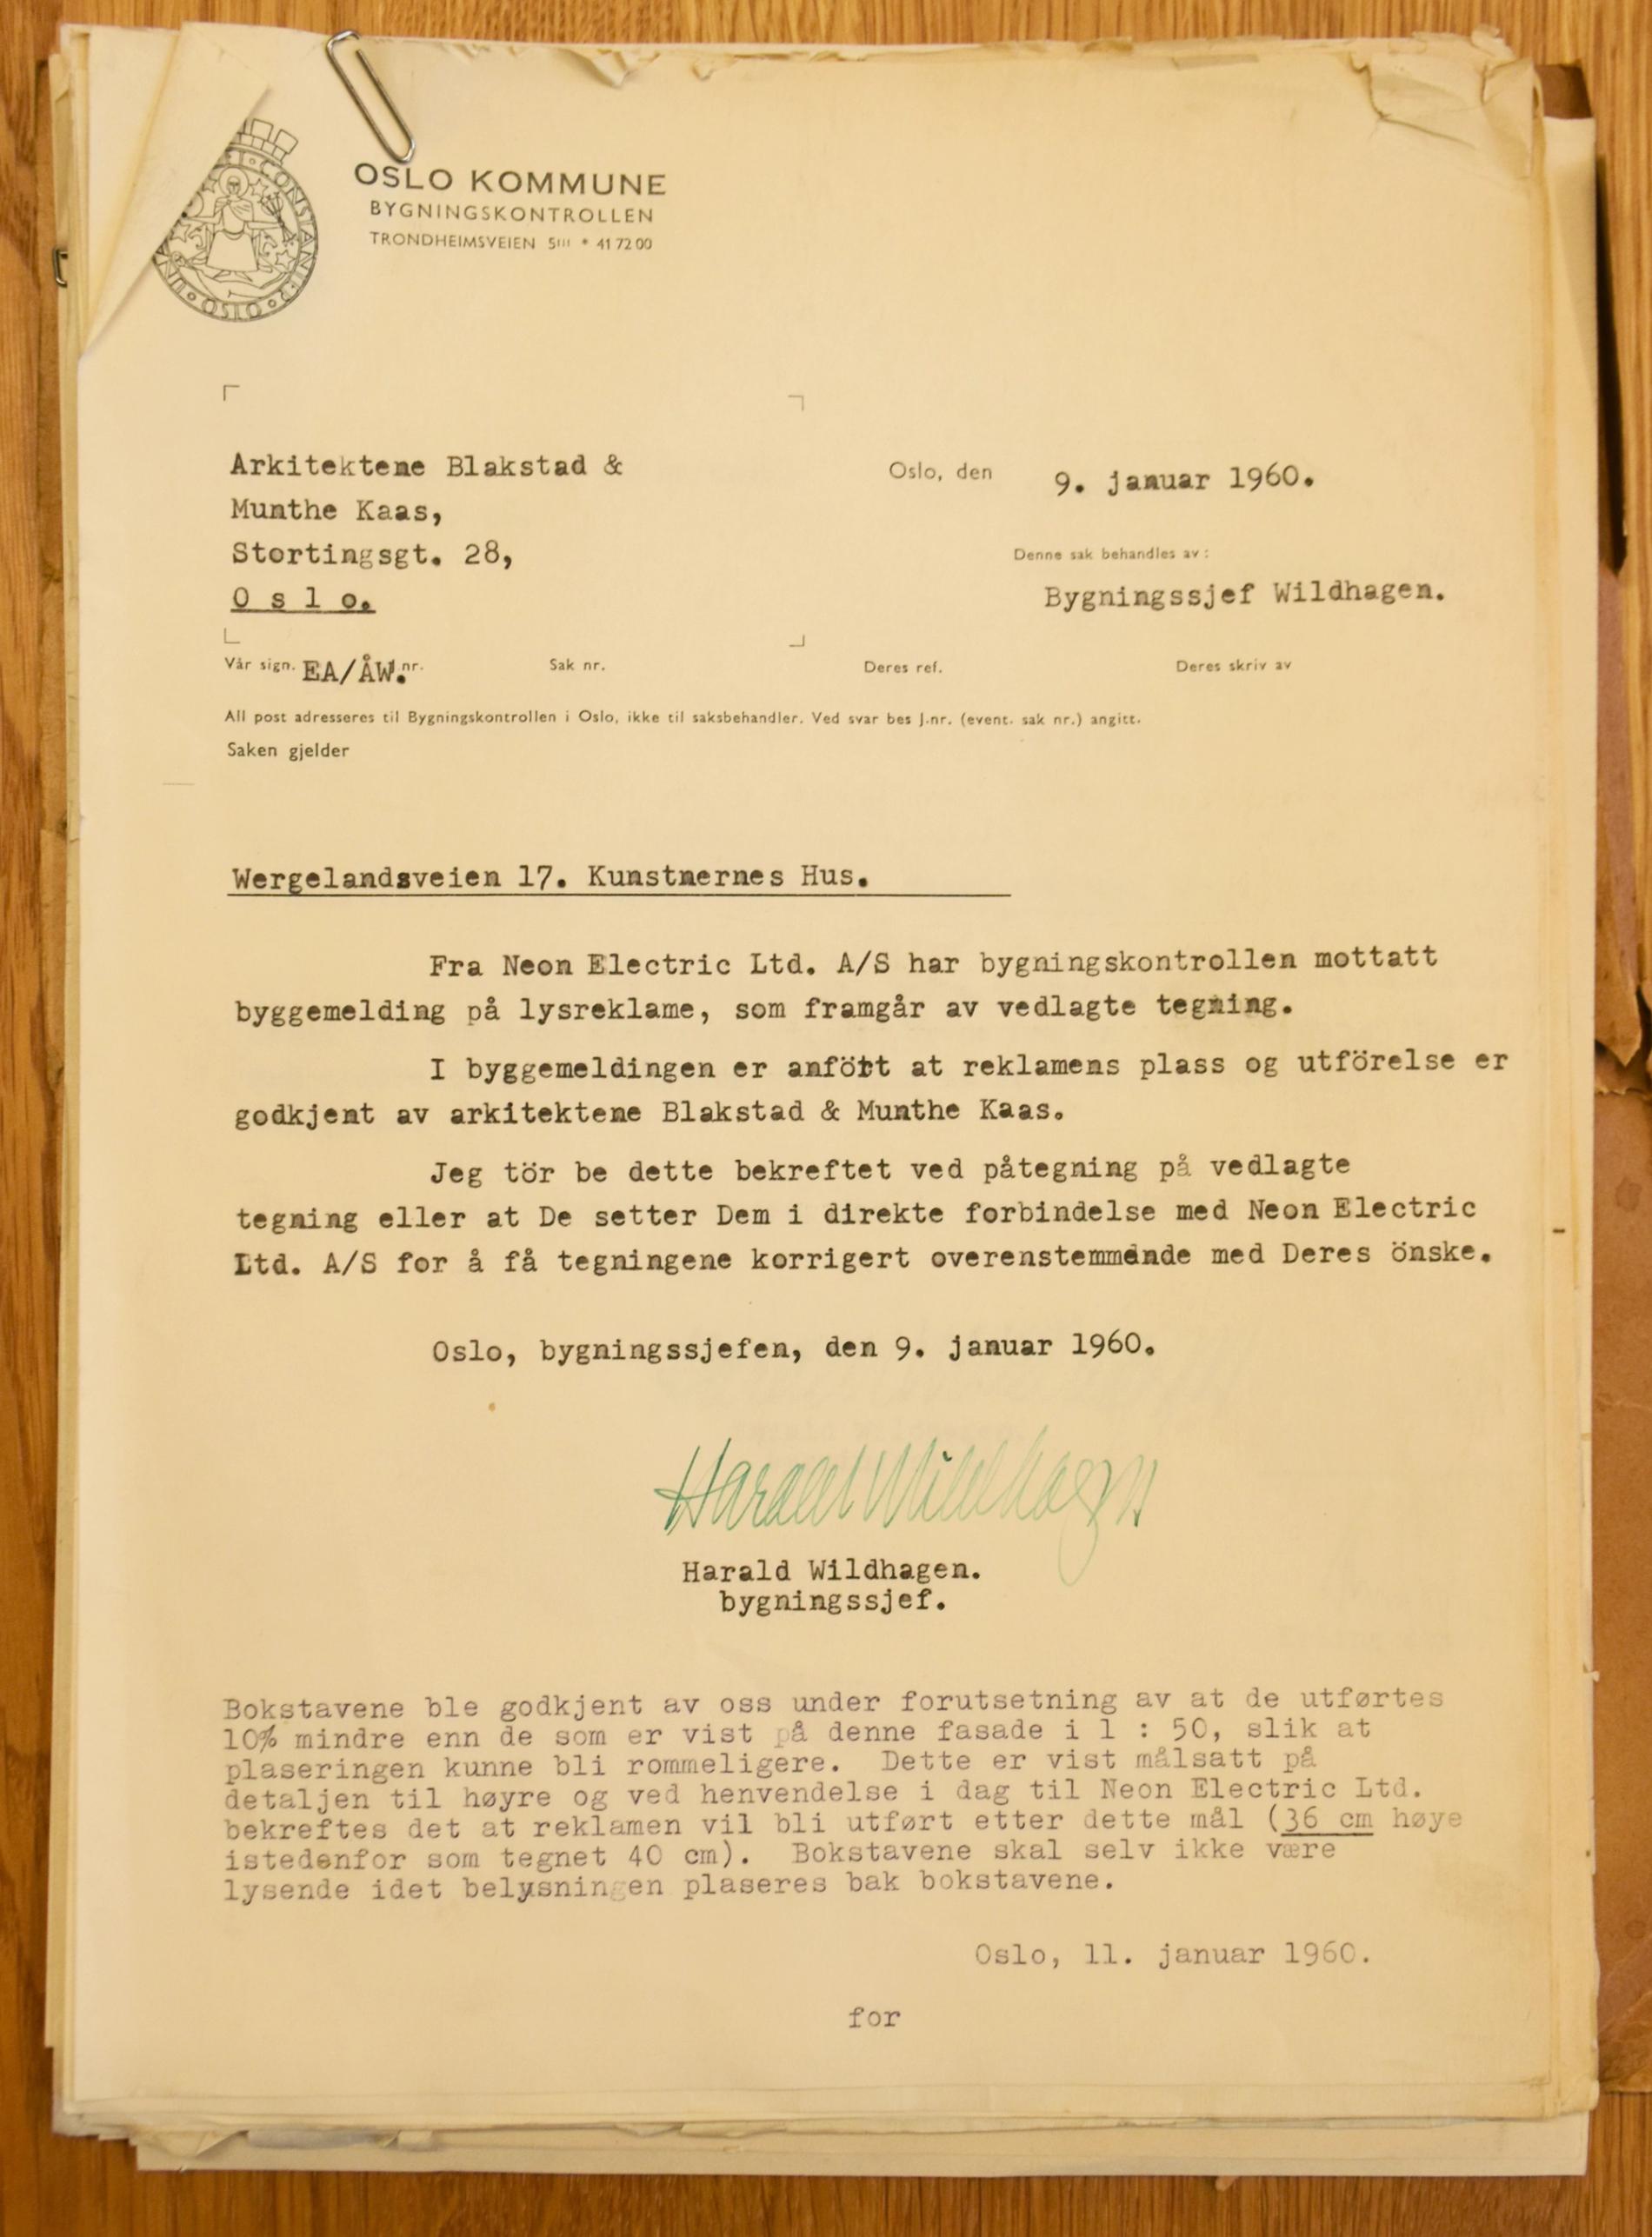 OSLO KOMMUNE
BYGNINGSKONTROLLEN
TRONDHEIMSVEIEN 5III * 41 72 00
OSLO
Arkitektene Blakstad &
Munthe Kaas,
Stortingsgt. 28,
O s l o.
Oslo, den 9. januar 1960.
Denne sak behandles av:
Bygningssjef Wildhagen.
Vår sign. EA/ÅW. J.nr. Sak nr. Deres ref. Deres skriv av
All post adresseres til Bygningskontrollen i Oslo, ikke til saksbehandler. Ved svar bes J.nr. (event. sak nr.) angitt.
Saken gjelder
Wergelandsveien 17. Kunstnernes Hus.
Fra Neon Electric Ltd. A/S har bygningskontrollen mottatt
byggemelding på lysreklame, som framgår av vedlagte tegning.
I byggemeldingen er anfört at reklamens plass og utförelse er
godkjent av arkitektene Blakstad & Munthe Kaas.
Jeg tör be dette bekreftet ved påtegning på vedlagte
tegning eller at De setter Dem i direkte forbindelse med Neon Electric
Ltd. A/S for å få tegningene korrigert overenstemmende med Deres önske.
Oslo, bygningssjefen, den 9. januar 1960.
Harald Wildhagen
Harald Wildhagen.
bygningssjef.
Bokstavene ble godkjent av oss under forutsetning av at de utførtes
10% mindre enn de som er vist på denne fasade i 1 : 50, slik at
plaseringen kunne bli rommeligere. Dette er vist målsatt på
detaljen til høyre og ved henvendelse i dag til Neon Electric Ltd.
bekreftes det at reklamen vil bli utført etter dette mål (36 cm høye
istedenfor som tegnet 40 cm). Bokstavene skal selv ikke være
lysende idet belysningen plaseres bak bokstavene.
Oslo, 11. januar 1960.
for